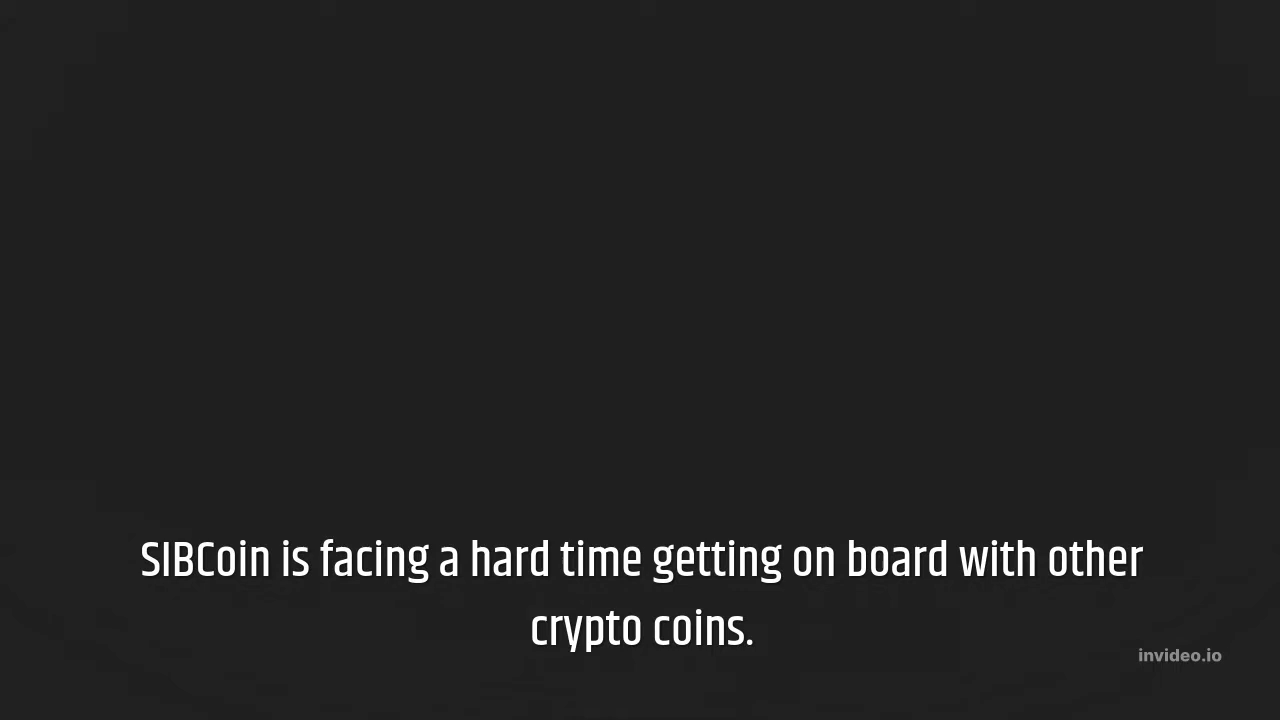 SIBCoin is facing a hard time getting on board with other
crypto coins.
invideo.io